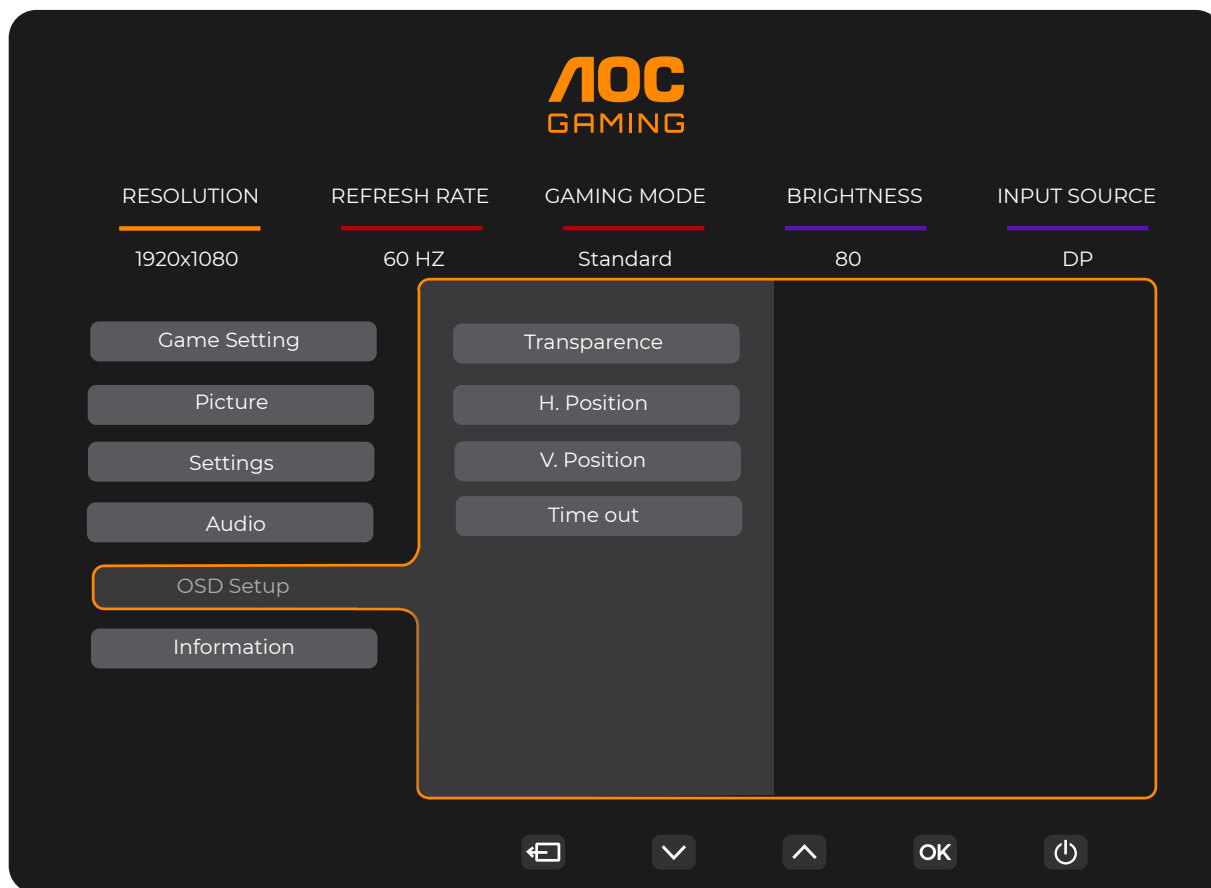 AOC
GAMING
RESOLUTION REFRESH RATE GAMING MODE BRIGHTNESS INPUT SOURCE
1920x1080 60 HZ Standard 80 DP
Game Setting
Picture
Settings
Audio
OSD Setup
Information
Transparence
H. Position
V. Position
Time out
OK